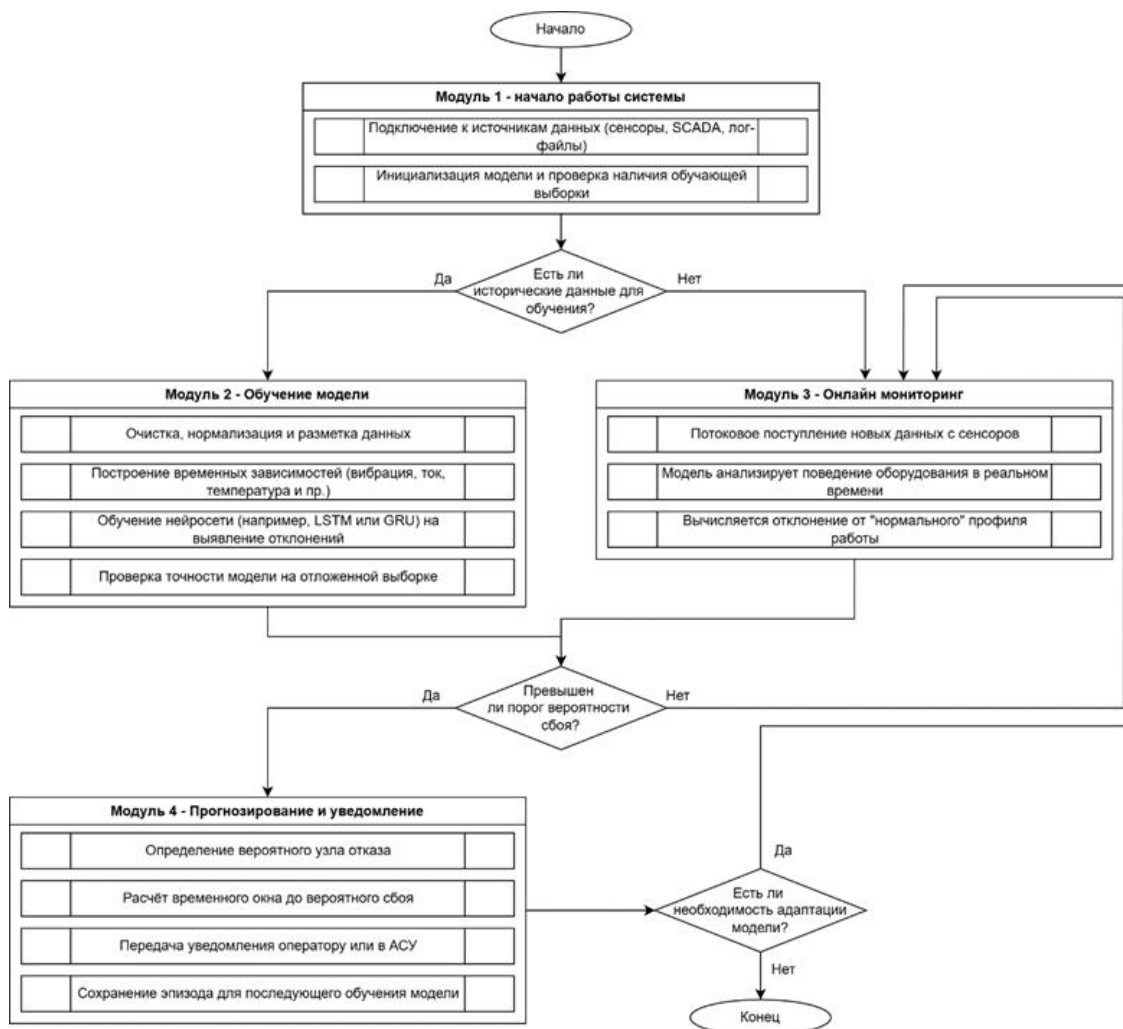 Начало
Модуль 1 - начало работы системы
Подключение к источникам данных (сенсоры, SCADA, лог-
файлы)
Инициализация модели и проверка наличия обучающей
выборки
Есть ли
исторические данные для
обучения?
Да
Нет
Модуль 2 - Обучение модели
Очистка, нормализация и разметка данных
Построение временных зависимостей (вибрация, ток,
температура и пр.)
Обучение нейросети (например, LSTM или GRU) на
выявление отклонений
Проверка точности модели на отложенной выборке
Модуль 3 - Онлайн мониторинг
Потоковое поступление новых данных с сенсоров
Модель анализирует поведение оборудования в реальном
времени
Вычисляется отклонение от "нормального" профиля
работы
Превышен
ли порог вероятности
сбоя?
Да
Нет
Модуль 4 - Прогнозирование и уведомление
Определение вероятного узла отказа
Расчёт временного окна до вероятного сбоя
Передача уведомления оператору или в АСУ
Сохранение эпизода для последующего обучения модели
Да
Есть ли
необходимость адаптации
модели?
Нет
Конец